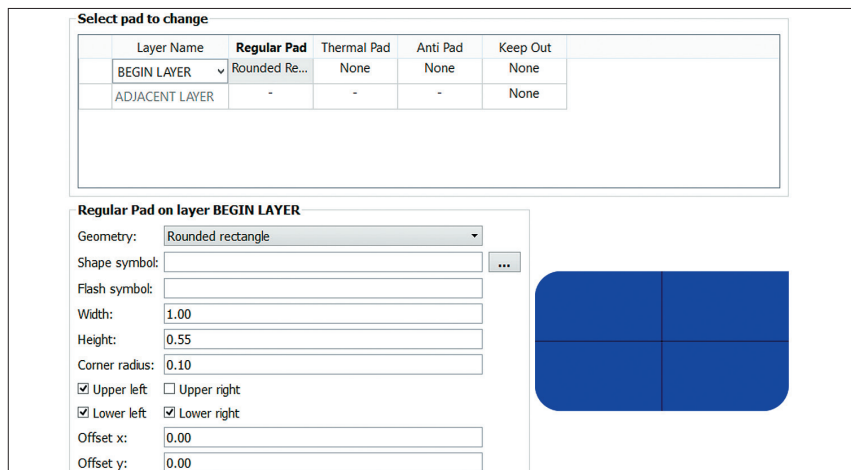 Select pad to change
Layer Name Regular Pad Thermal Pad Anti Pad Keep Out
BEGIN LAYER Rounded Re... None None None
ADJACENT LAYER - - - None
Regular Pad on layer BEGIN LAYER
Geometry: Rounded rectangle
Shape symbol: ...
Flash symbol:
Width: 1.00
Height: 0.55
Corner radius: 0.10
Upper left Upper right
Lower left Lower right
Offset x: 0.00
Offset y: 0.00